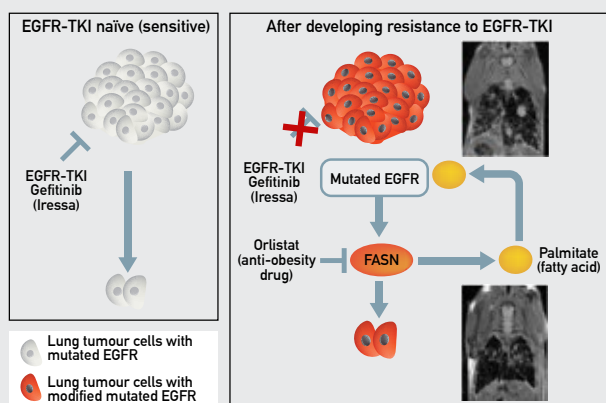 EGFR-TKI naïve (sensitive)
EGFR-TKI
Gefitinib
(Iressa)
Lung tumour cells with
mutated EGFR
Lung tumour cells with
modified mutated EGFR
After developing resistance to EGFR-TKI
EGFR-TKI
Gefitinib
(Iressa)
Mutated EGFR
Orlistat
(anti-obesity
drug)
FASN
Palmitate
(fatty acid)